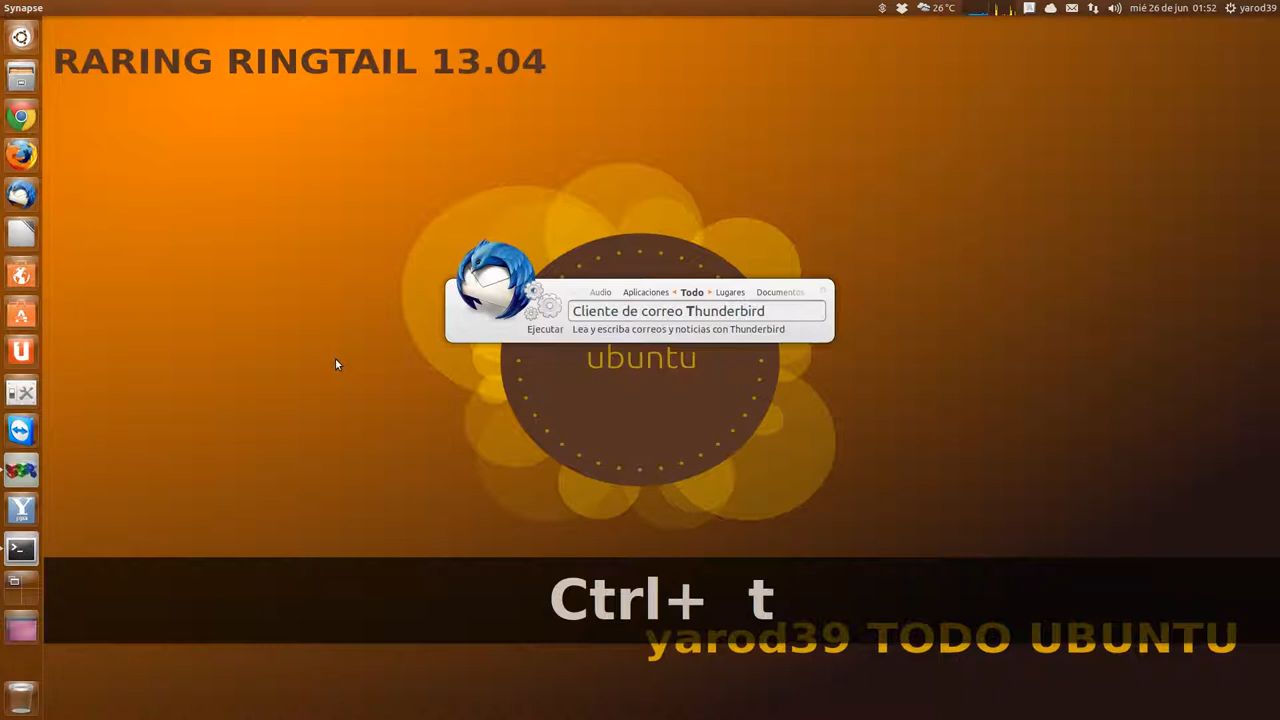 Synapse
26 °C
mié 26 de jun 01:52
yarod39
RARING RINGTAIL 13.04
Audio Aplicaciones Todo Lugares Documentos
Cliente de correo Thunderbird
Ejecutar Lea y escriba correos y noticias con Thunderbird
ubuntu
Ctrl+ t
yarod39 TODO UBUNTU